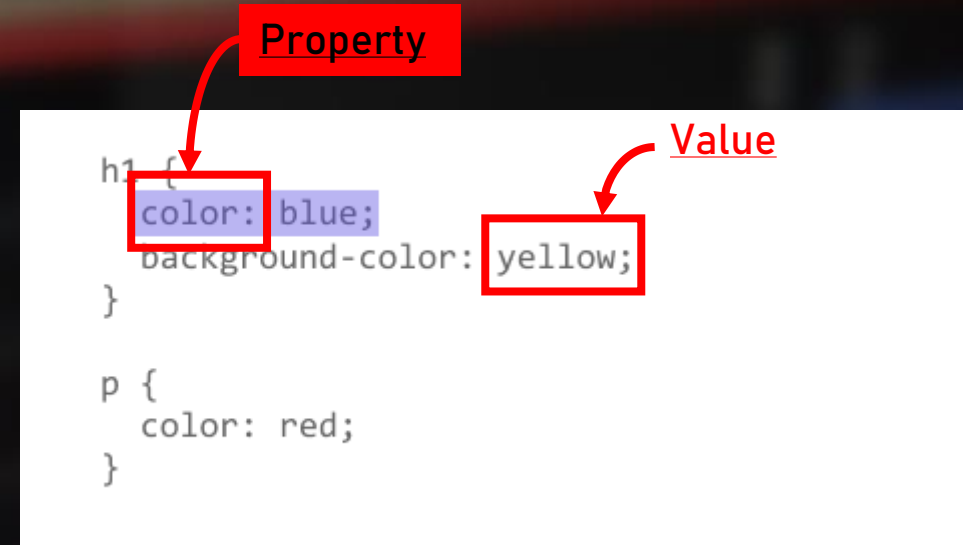 Property
Value
h1 {
color: blue;
background-color: yellow;
}
p {
color: red;
}